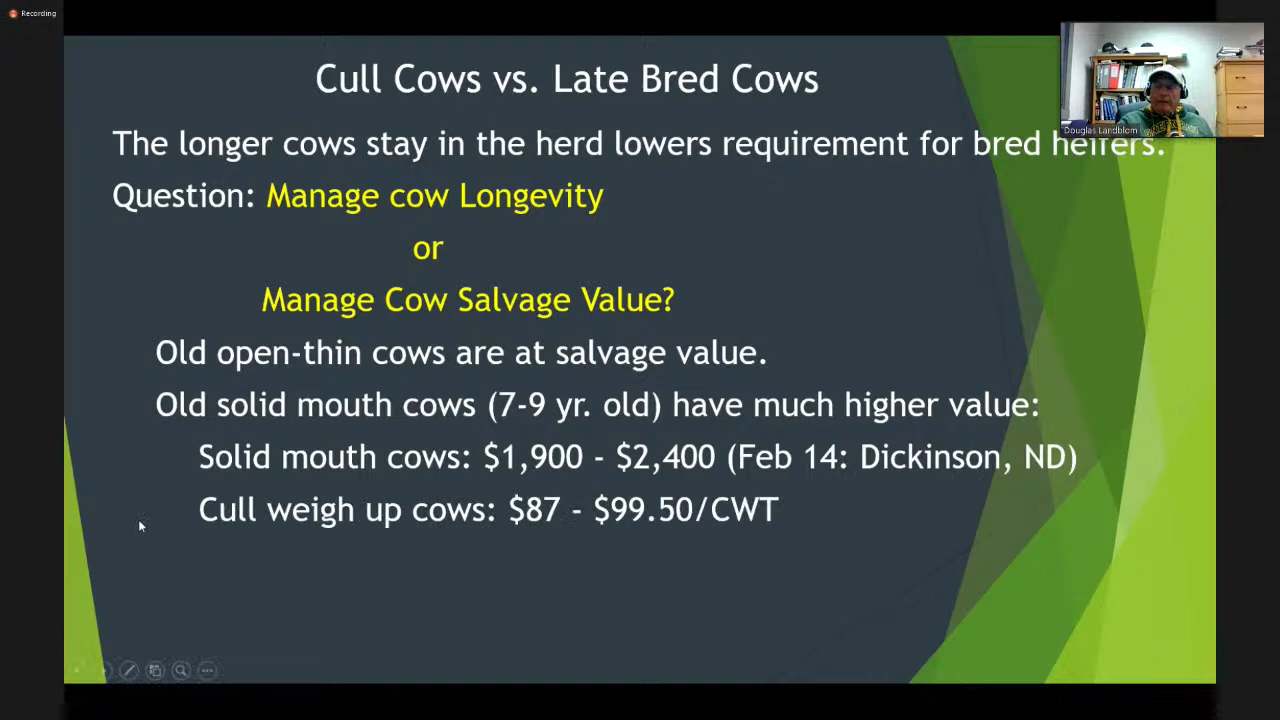 Recording
Cull Cows vs. Late Bred Cows
Douglas Landblom
The longer cows stay in the herd lowers requirement for bred heifers.
Question: Manage cow Longevity
or
Manage Cow Salvage Value?
Old open-thin cows are at salvage value.
Old solid mouth cows (7-9 yr. old) have much higher value:
Solid mouth cows: $1,900 - $2,400 (Feb 14: Dickinson, ND)
Cull weigh up cows: $87 - $99.50/CWT